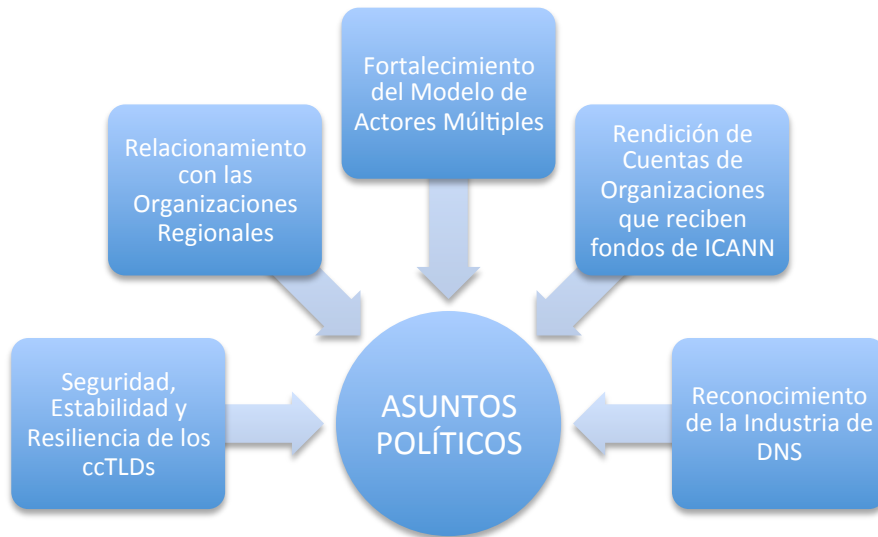 Fortalecimiento
del Modelo de
Actores Múltiples
Relacionamiento
con las
Organizaciones
Regionales
Rendición de
Cuentas de
Organizaciones
que reciben
fondos de ICANN
Seguridad,
Estabilidad y
Resiliencia de los
ccTLDs
ASUNTOS
POLÍTICOS
Reconocimiento
de la Industria de
DNS